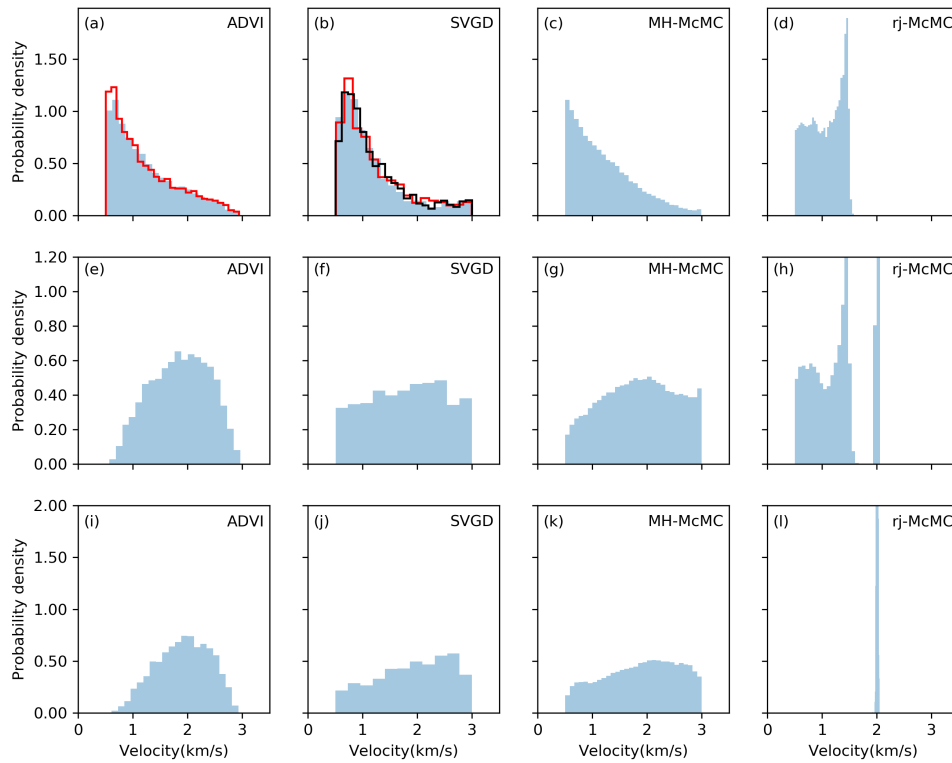 (a) ADVI (b) SVGD (c) MH-McMC (d) rj-McMC
1.50
1.00
0.50
0.00
Probability density
(e) ADVI (f) SVGD (g) MH-McMC (h) rj-McMC
1.20
1.00
0.80
0.60
0.40
0.20
0.00
Probability density
(i) ADVI (j) SVGD (k) MH-McMC (l) rj-McMC
2.00
1.50
1.00
0.50
0.00
Probability density
0 1 2 3 0 1 2 3 0 1 2 3 0 1 2 3
Velocity(km/s) Velocity(km/s) Velocity(km/s) Velocity(km/s)